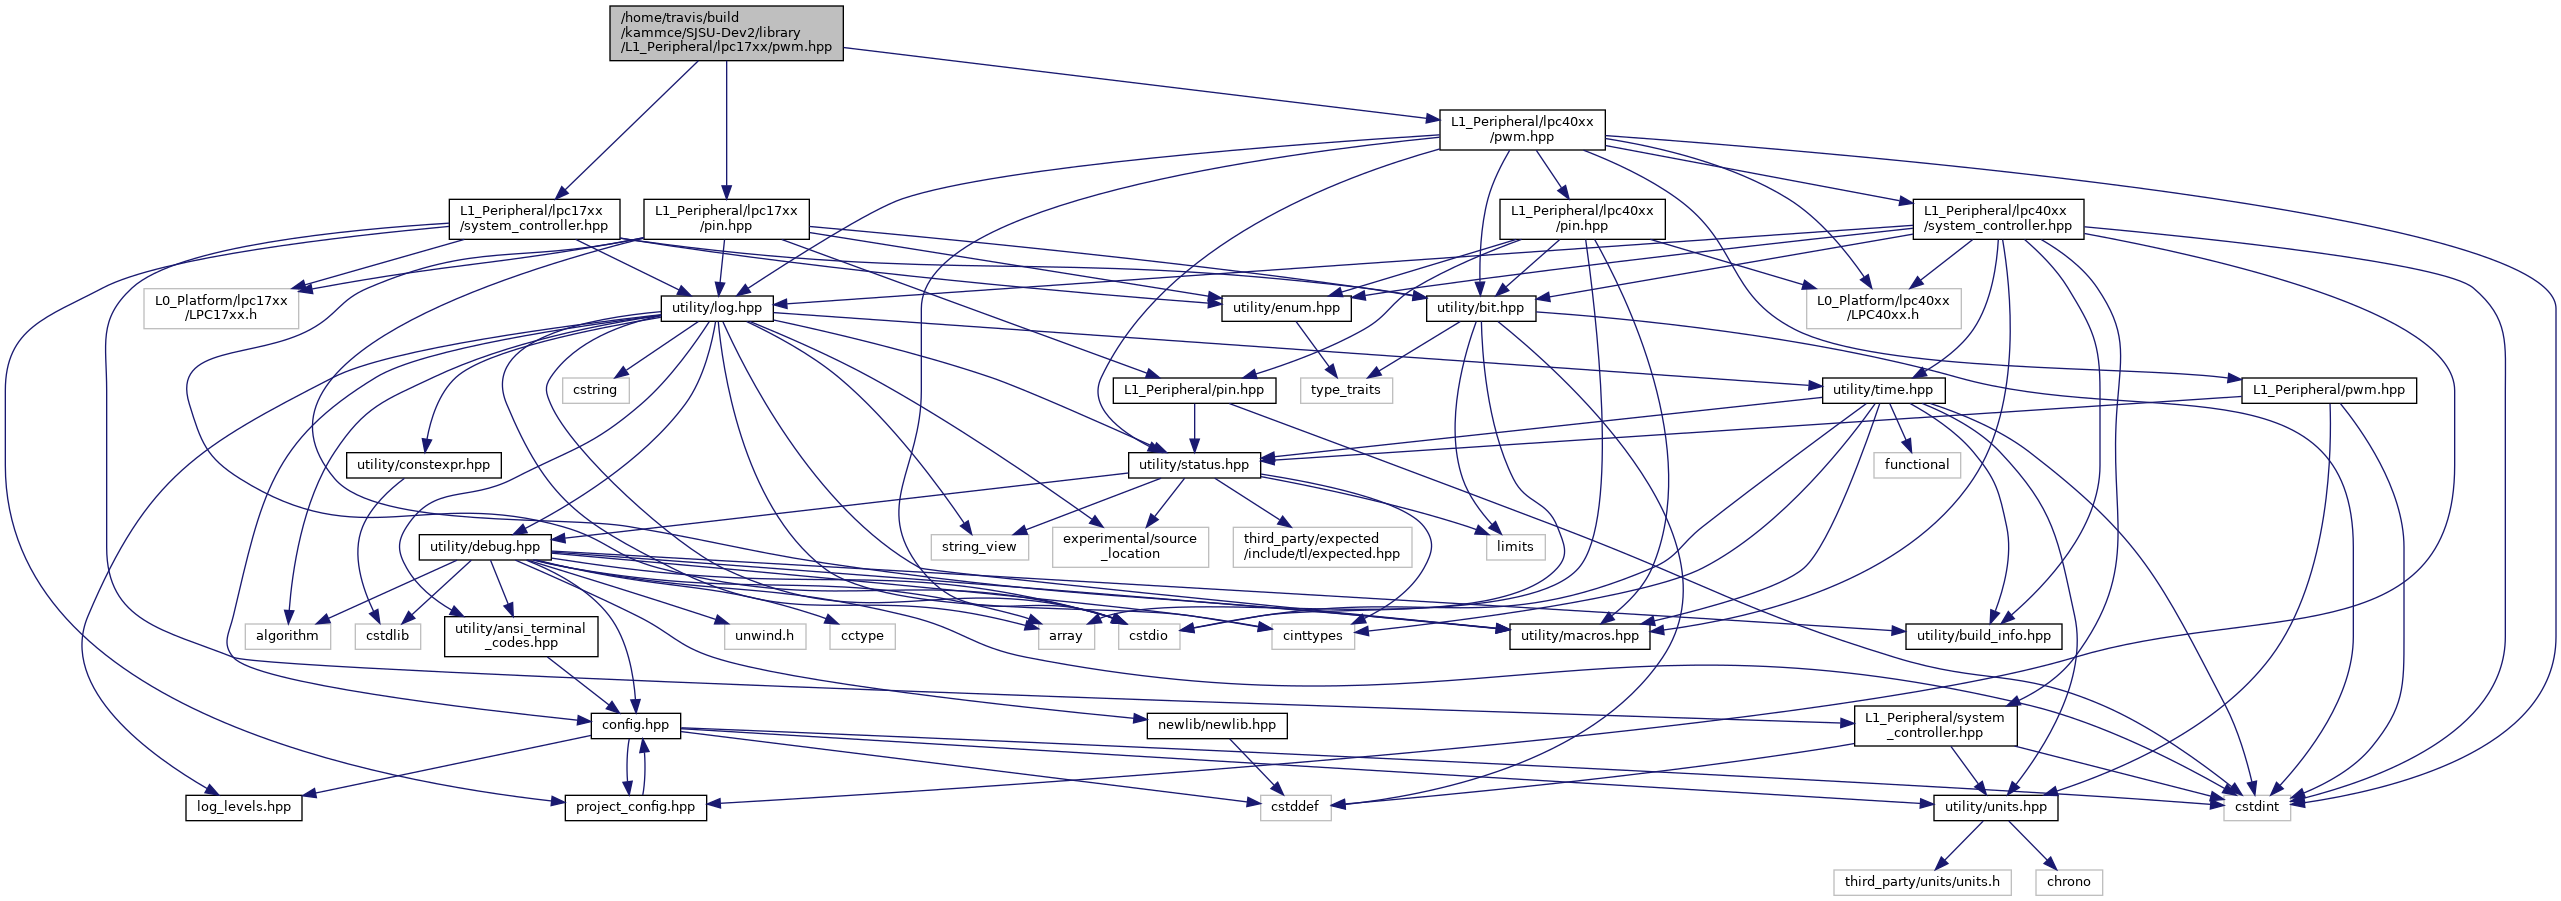 /home/travis/build
/kammce/SJSU-Dev2/library
/L1_Peripheral/lpc17xx/pwm.hpp
L1_Peripheral/lpc40xx
/pwm.hpp
L1_Peripheral/lpc17xx
/system_controller.hpp
L1_Peripheral/lpc17xx
/pin.hpp
L1_Peripheral/lpc40xx
/pin.hpp
L1_Peripheral/lpc40xx
/system_controller.hpp
L0_Platform/lpc17xx
/LPC17xx.h
utility/log.hpp
utility/enum.hpp
utility/bit.hpp
L0_Platform/lpc40xx
/LPC40xx.h
cstring
L1_Peripheral/pin.hpp
type_traits
utility/time.hpp
L1_Peripheral/pwm.hpp
utility/constexpr.hpp
utility/status.hpp
functional
utility/debug.hpp
string_view
experimental/source
_location
third_party/expected
/include/tl/expected.hpp
limits
algorithm
cstdlib
utility/ansi_terminal
_codes.hpp
unwind.h
cctype
array
cstdio
cinttypes
utility/macros.hpp
utility/build_info.hpp
config.hpp
newlib/newlib.hpp
L1_Peripheral/system
_controller.hpp
log_levels.hpp
project_config.hpp
cstddef
utility/units.hpp
cstdint
third_party/units/units.h
chrono